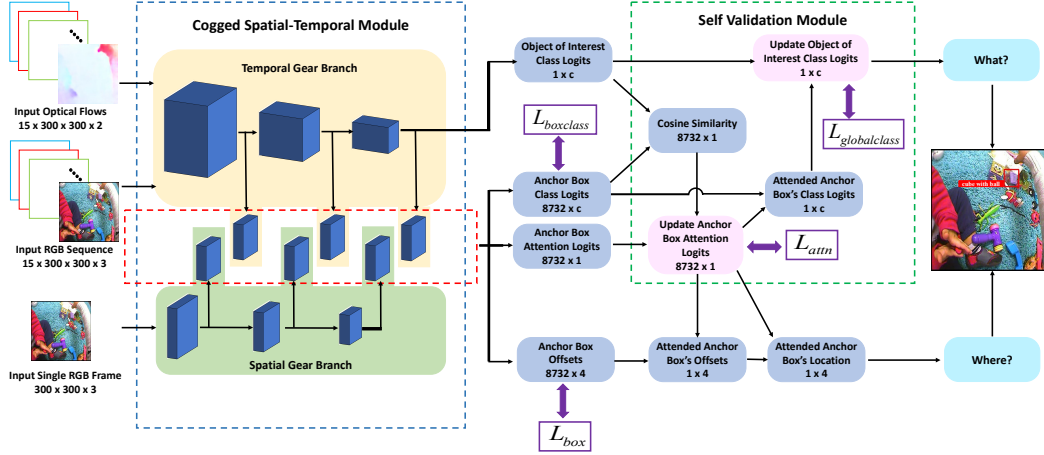 Cogged Spatial-Temporal Module
Self Validation Module
Temporal Gear Branch
Input Optical Flows
15 x 300 x 300 x 2
Input RGB Sequence
15 x 300 x 300 x 3
Input Single RGB Frame
300 x 300 x 3
Spatial Gear Branch
Object of Interest
Class Logits
1 x c
Update Object of
Interest Class Logits
1 x c
What?
L_boxclass
L_globalclass
Cosine Similarity
8732 x 1
Anchor Box
Class Logits
8732 x c
Attended Anchor
Box's Class Logits
1 x c
cube with ball
Anchor Box
Attention Logits
8732 x 1
Update Anchor
Box Attention
Logits
8732 x 1
L_attn
Anchor Box
Offsets
8732 x 4
Attended Anchor
Box's Offsets
1 x 4
Attended Anchor
Box's Location
1 x 4
Where?
L_box